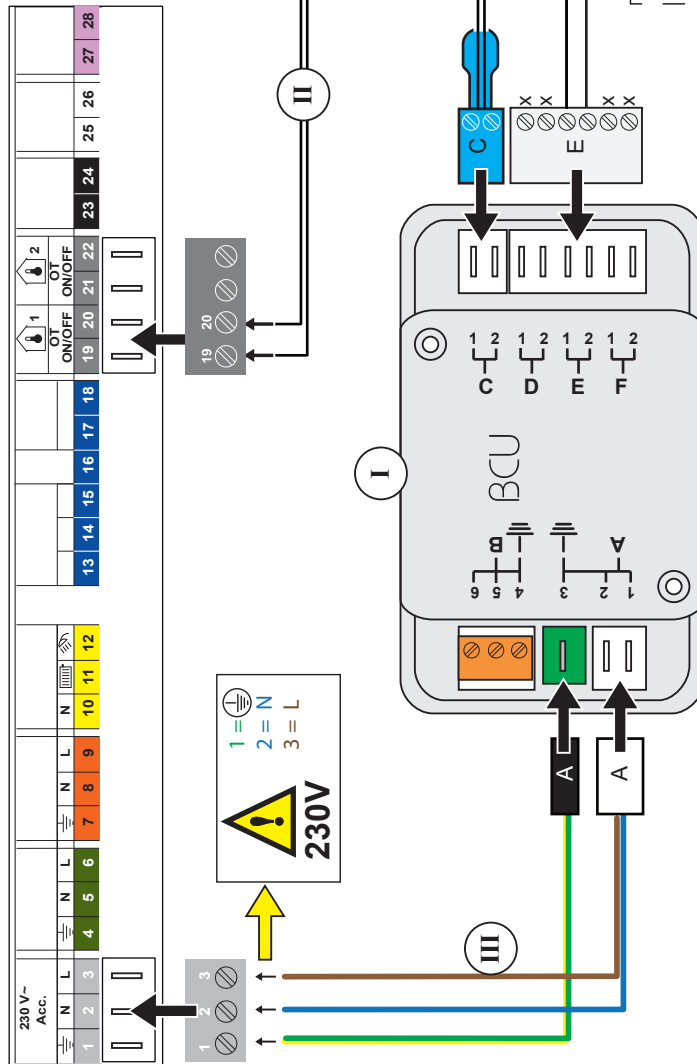 230 V~
Acc.
1 2
N L N L N L N OT OT
ON/OFF ON/OFF
1 2 3 4 5 6 7 8 9 10 11 12 13 14 15 16 17 18 19 20 21 22 23 24 25 26 27 28
1 2 3
19 20
230V
1 =
2 = N
3 = L
II
I
III
A
A
6
5
4
B
3
2
1
A
BCU
1 2
C
1 2
D
1 2
E
1 2
F
C
E
X
X
X
X